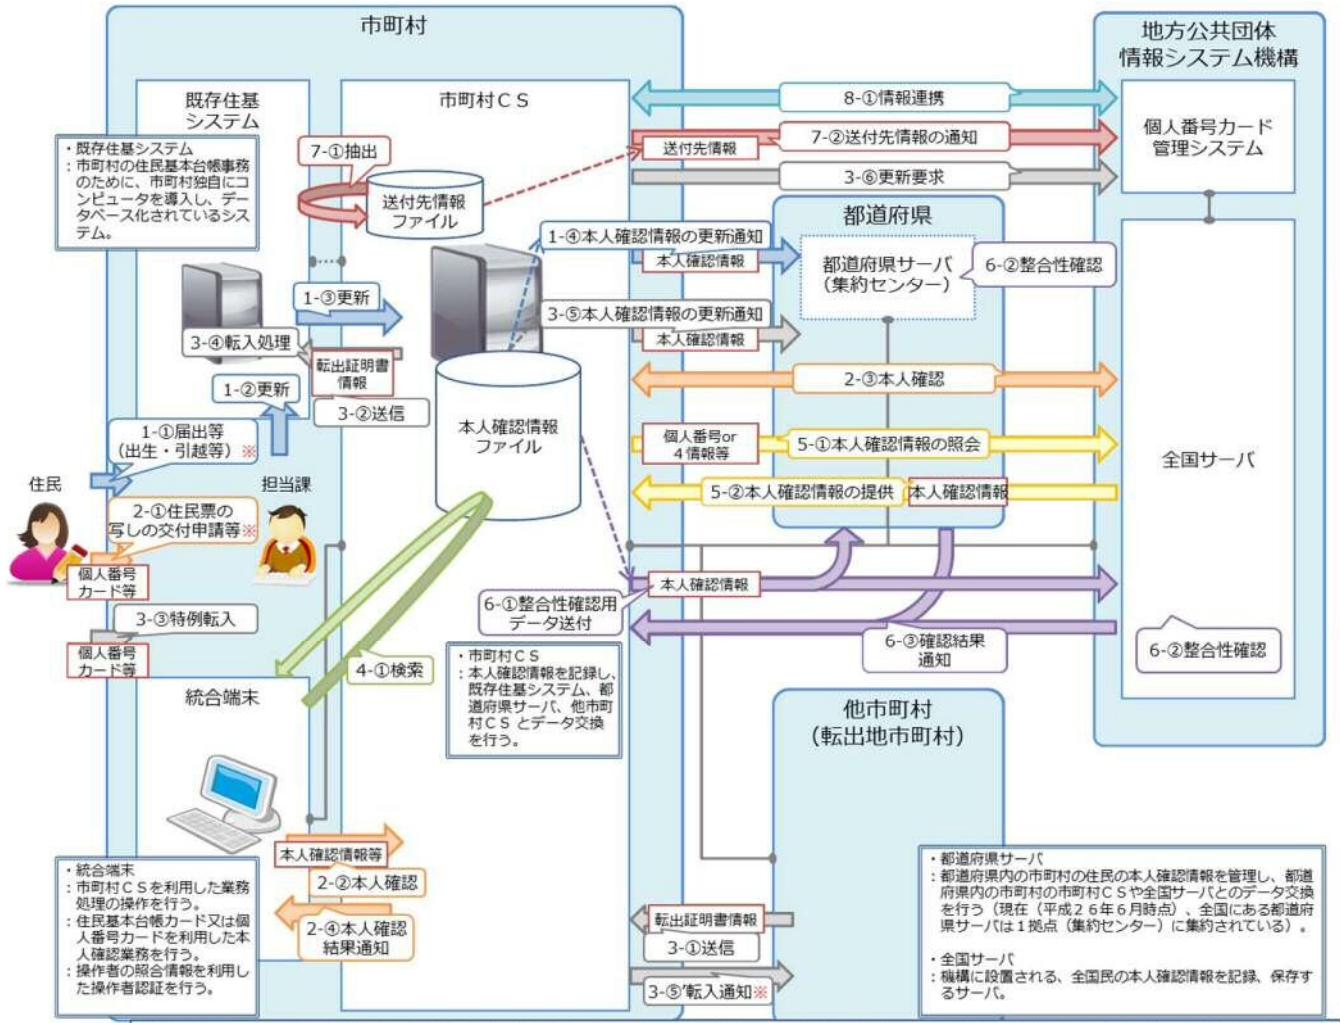 市町村
地方公共団体
情報システム機構
既存住基
システム
市町村CS
8-①情報連携
個人番号カード
管理システム
・既存住基システム
:市町村の住民基本台帳事務
のために、市町村独自にコ
ンピュータを導入し、デー
タベース化されているシス
テム。
7-①抽出
送付先情報
7-②送付先情報の通知
3-⑥更新要求
送付先情報
ファイル
都道府県
1-④本人確認情報の更新通知
本人確認情報
都道府県サーバ
(集約センター)
6-②整合性確認
1-③更新
3-⑤本人確認情報の更新通知
本人確認情報
3-④転入処理
転出証明書
情報
3-②送信
1-②更新
2-③本人確認
本人確認情報
ファイル
個人番号or
4情報等
5-①本人確認情報の照会
全国サーバ
1-①届出等
(出生・引越等)※
住民
担当課
5-②本人確認情報の提供
本人確認情報
2-①住民票の
写しの交付申請等※
個人番号
カード等
本人確認情報
6-①整合性確認用
データ送付
3-③特例転入
個人番号
カード等
6-③確認結果
通知
6-②整合性確認
4-①検索
・市町村CS
:本人確認情報を記録し、
既存住基システム、都
道府県サーバ、他市町
村CS とデータ交換
を行う。
統合端末
他市町村
(転出地市町村)
本人確認情報等
2-②本人確認
2-④本人確認
結果通知
・統合端末
:市町村CSを利用した業務
処理の操作を行う。
:住民基本台帳カード又は個
人番号カードを利用した本
人確認業務を行う。
:操作者の照合情報を利用し
た操作者認証を行う。
転出証明書情報
3-①送信
3-⑤’転入通知※
・都道府県サーバ
:都道府県内の市町村の住民の本人確認情報を管理し、都道
府県内の市町村の市町村CSや全国サーバとのデータ交換
を行う(現在(平成26年6月時点)、全国にある都道府
県サーバは1拠点(集約センター)に集約されている)。
・全国サーバ
:機構に設置される、全国民の本人確認情報を記録、保存す
るサーバ。